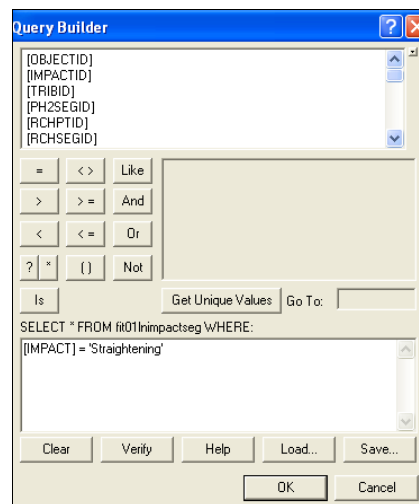 Query Builder
[OBJECTID]
[IMPACTID]
[TRIBID]
[PH2SEGID]
[RCHPTID]
[RCHSEGID]
= <> Like
> >= And
< <= Or
? * () Not
Is Get Unique Values Go To:
SELECT * FROM fit01lnimpactseg WHERE:
[IMPACT] = 'Straightening'
Clear Verify Help Load... Save...
OK Cancel